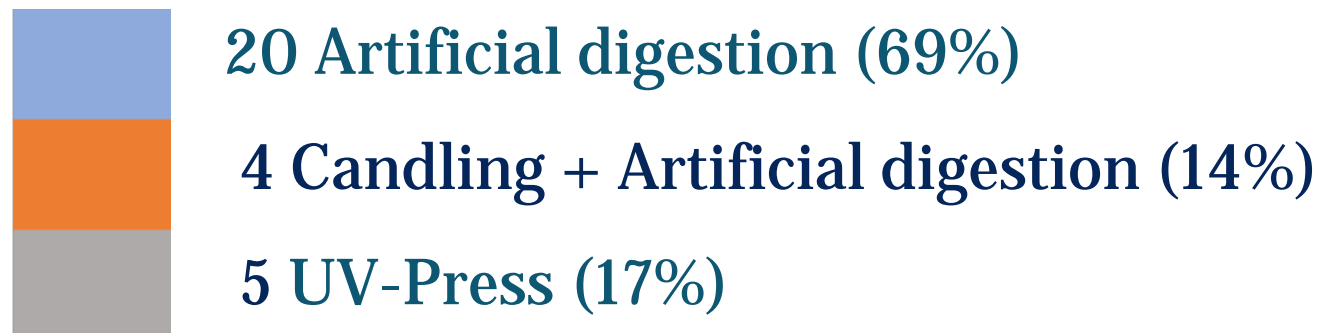 20 Artificial digestion (69%)
4 Candling + Artificial digestion (14%)
5 UV-Press (17%)